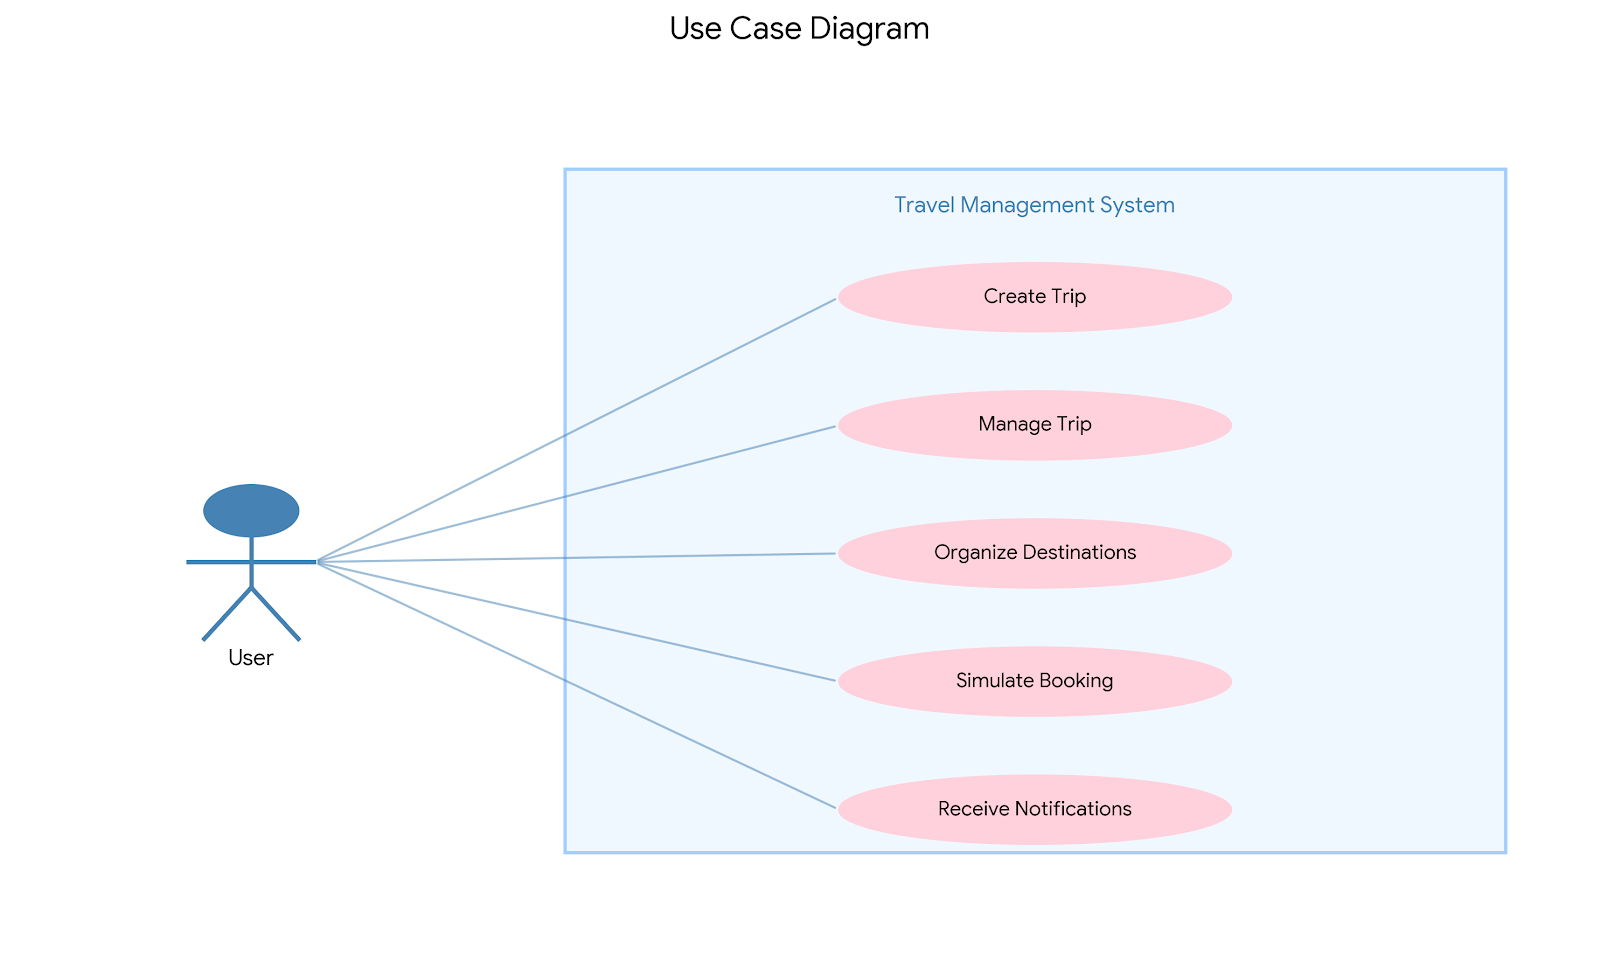 Use Case Diagram
Travel Management System
Create Trip
Manage Trip
Organize Destinations
Simulate Booking
Receive Notifications
User